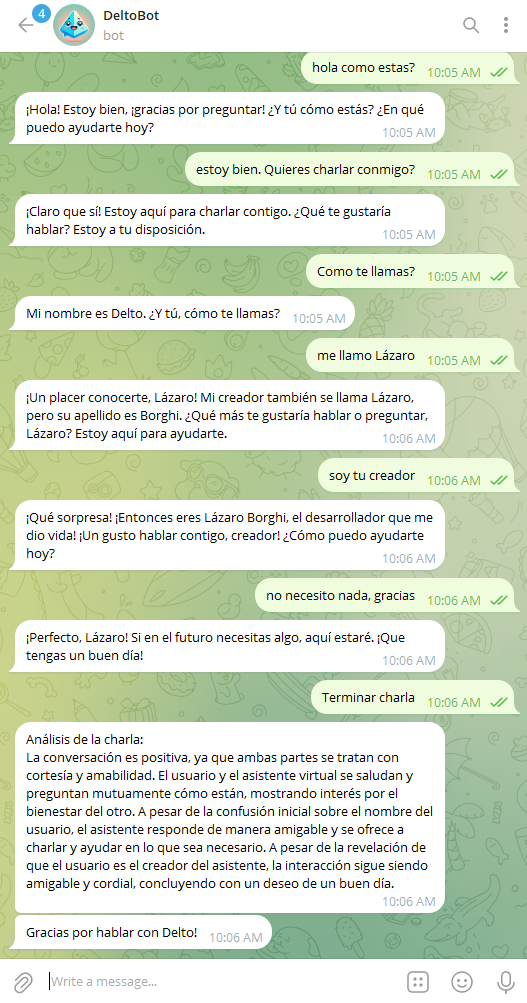 4
DeltoBot
bot
hola como estas? 10:05 AM
¡Hola! Estoy bien, ¡gracias por preguntar! ¿Y tú cómo estás? ¿En qué
puedo ayudarte hoy?
10:05 AM
estoy bien. Quieres charlar conmigo? 10:05 AM
¡Claro que sí! Estoy aquí para charlar contigo. ¿Qué te gustaría
hablar? Estoy a tu disposición.
10:05 AM
Como te llamas? 10:05 AM
Mi nombre es Delto. ¿Y tú, cómo te llamas? 10:05 AM
me llamo Lázaro 10:05 AM
¡Un placer conocerte, Lázaro! Mi creador también se llama Lázaro,
pero su apellido es Borghi. ¿Qué más te gustaría hablar o preguntar,
Lázaro? Estoy aquí para ayudarte.
10:06 AM
soy tu creador 10:06 AM
¡Qué sorpresa! ¡Entonces eres Lázaro Borghi, el desarrollador que me
dio vida! ¡Un gusto hablar contigo, creador! ¿Cómo puedo ayudarte
hoy?
10:06 AM
no necesito nada, gracias 10:06 AM
¡Perfecto, Lázaro! Si en el futuro necesitas algo, aquí estaré. ¡Que
tengas un buen día!
10:06 AM
Terminar charla 10:06 AM
Análisis de la charla:
La conversación es positiva, ya que ambas partes se tratan con
cortesía y amabilidad. El usuario y el asistente virtual se saludan y
preguntan mutuamente cómo están, mostrando interés por el
bienestar del otro. A pesar de la confusión inicial sobre el nombre del
usuario, el asistente responde de manera amigable y se ofrece a
charlar y ayudar en lo que sea necesario. A pesar de la revelación de
que el usuario es el creador del asistente, la interacción sigue siendo
amigable y cordial, concluyendo con un deseo de un buen día.
10:06 AM
Gracias por hablar con Delto! 10:06 AM
Write a message...